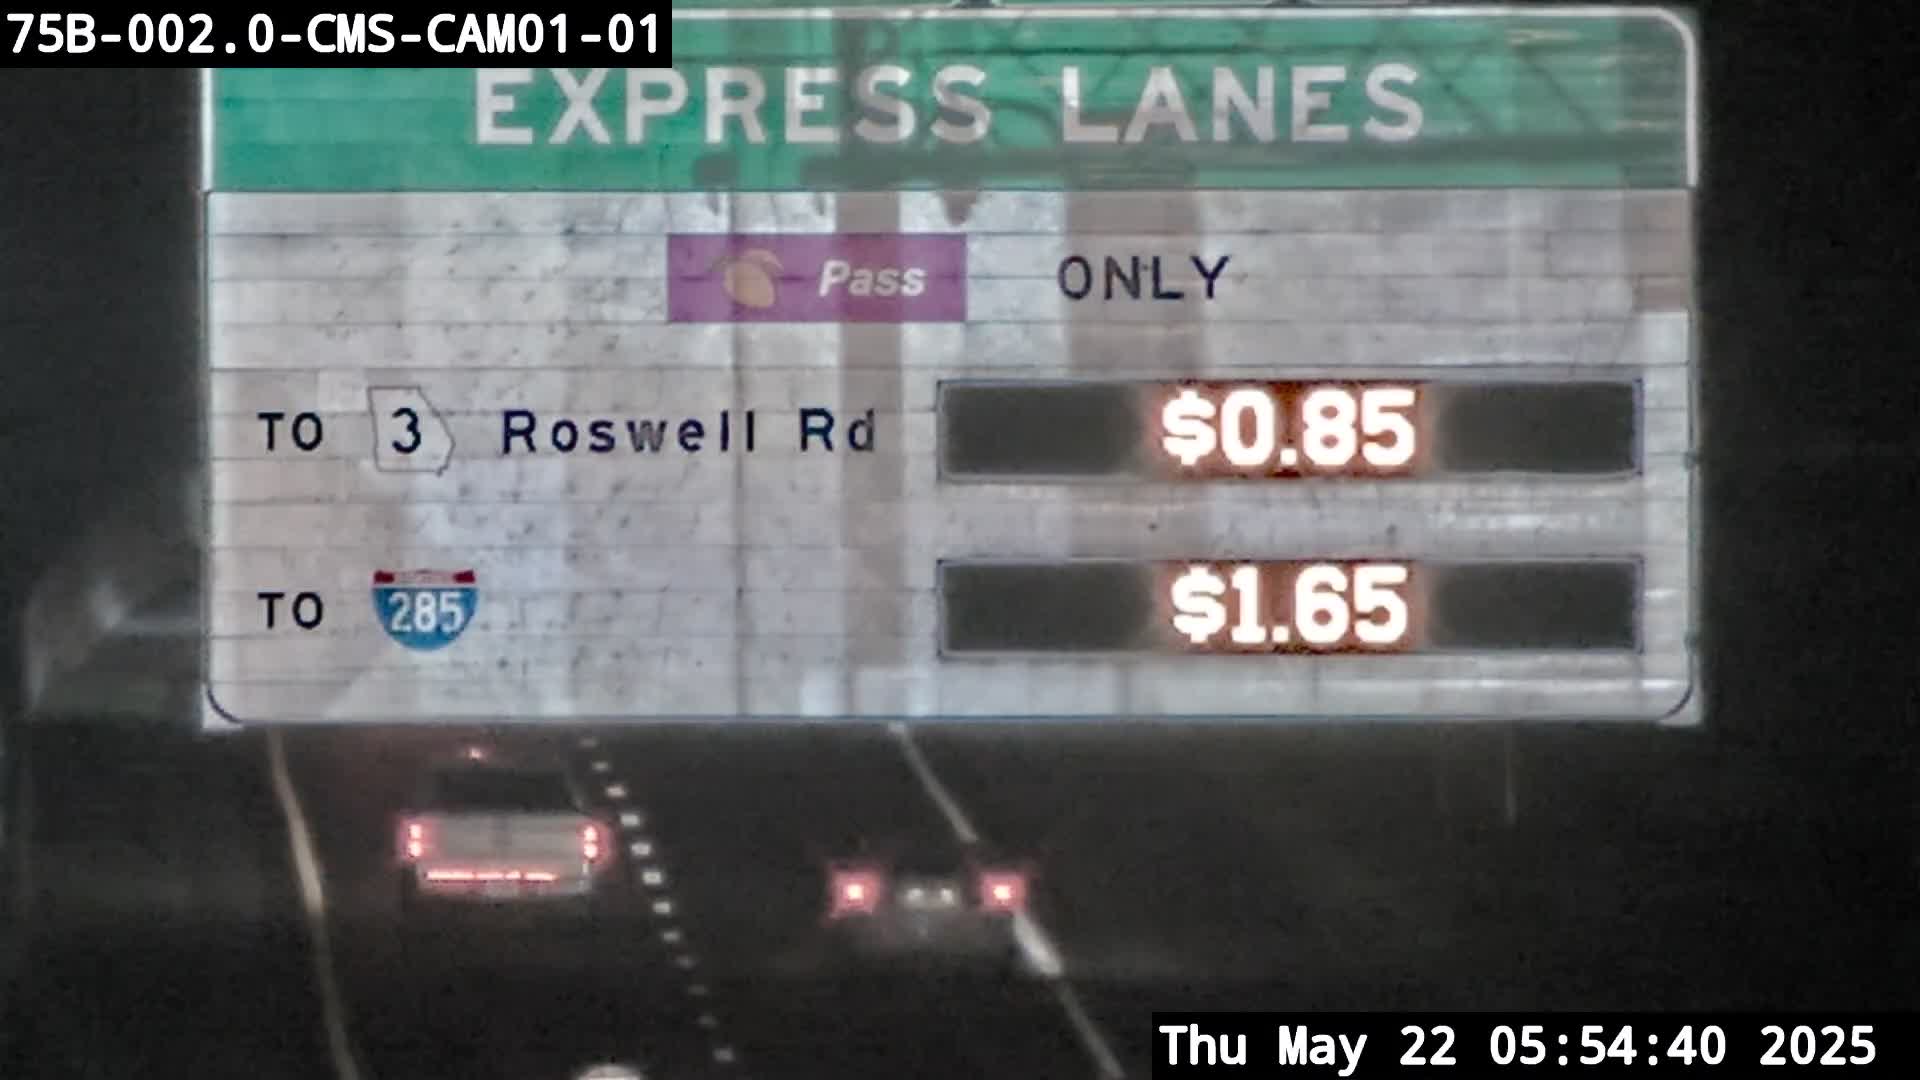 75B-002.0-CMS-CAM01-01
EXPRESS LANES
Pass ONLY
TO 3 Roswell Rd $0.85
TO 285 $1.65
Thu May 22 05:54:40 2025